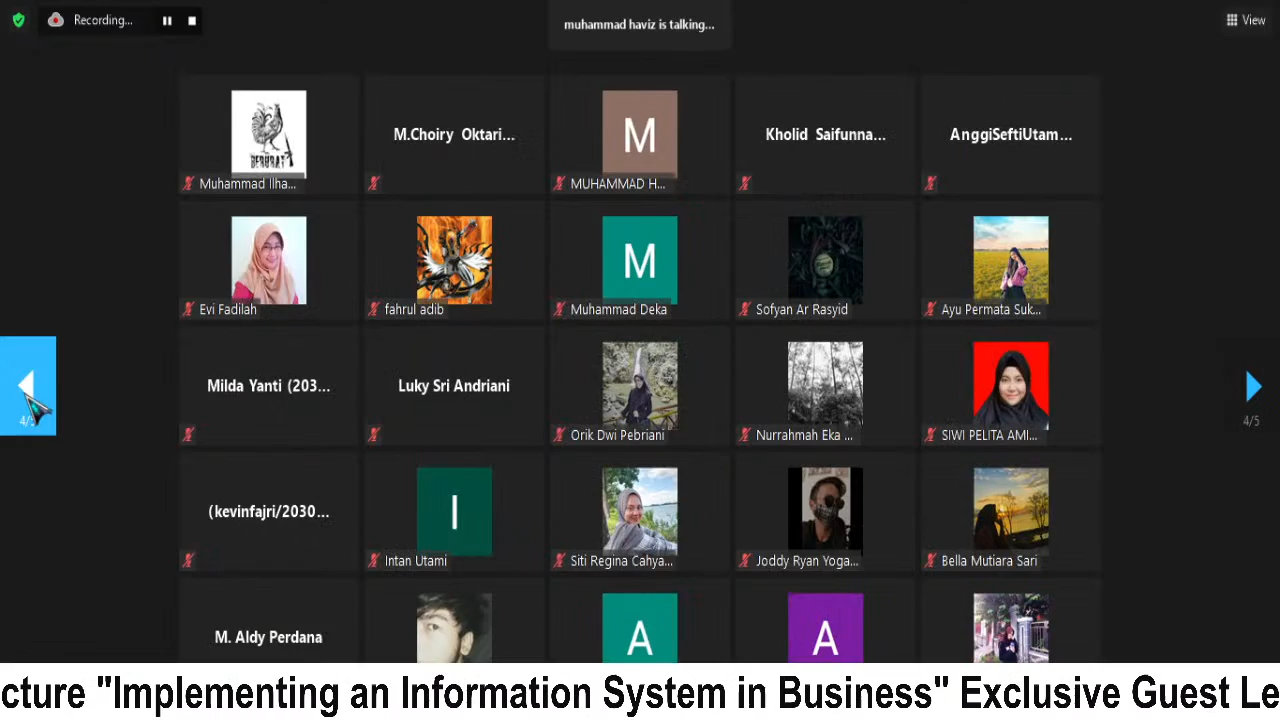 Recording...
muhammad haviz is talking...
View
BERURAT
Muhammad Ilha...
M.Choiry Oktari...
M
MUHAMMAD H...
Kholid Saifunna...
AnggiSeftiUtam...
Evi Fadilah
fahrul adib
M
Muhammad Deka
Sofyan Ar Rasyid
Ayu Permata Suk...
Milda Yanti (203...
Luky Sri Andriani
Orik Dwi Pebriani
Nurrahmah Eka ...
SIWI PELITA AMI...
4/5
(kevinfajri/2030...
I
Intan Utami
Siti Regina Cahya...
Joddy Ryan Yoga...
Bella Mutiara Sari
M. Aldy Perdana
A
A
cture "Implementing an Information System in Business" Exclusive Guest Le